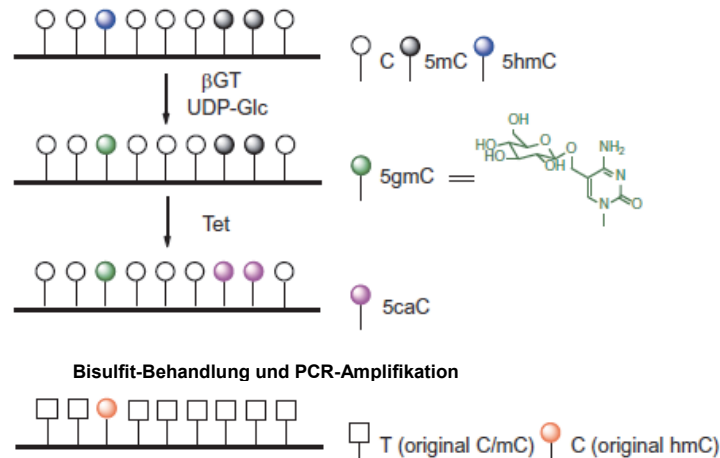 C 5mC 5hmC
βGT
UDP-Glc
5gmC
OH
HO
HO
OH
O
O
NH₂
N
N
O
Tet
5caC
Bisulfit-Behandlung und PCR-Amplifikation
T (original C/mC) C (original hmC)